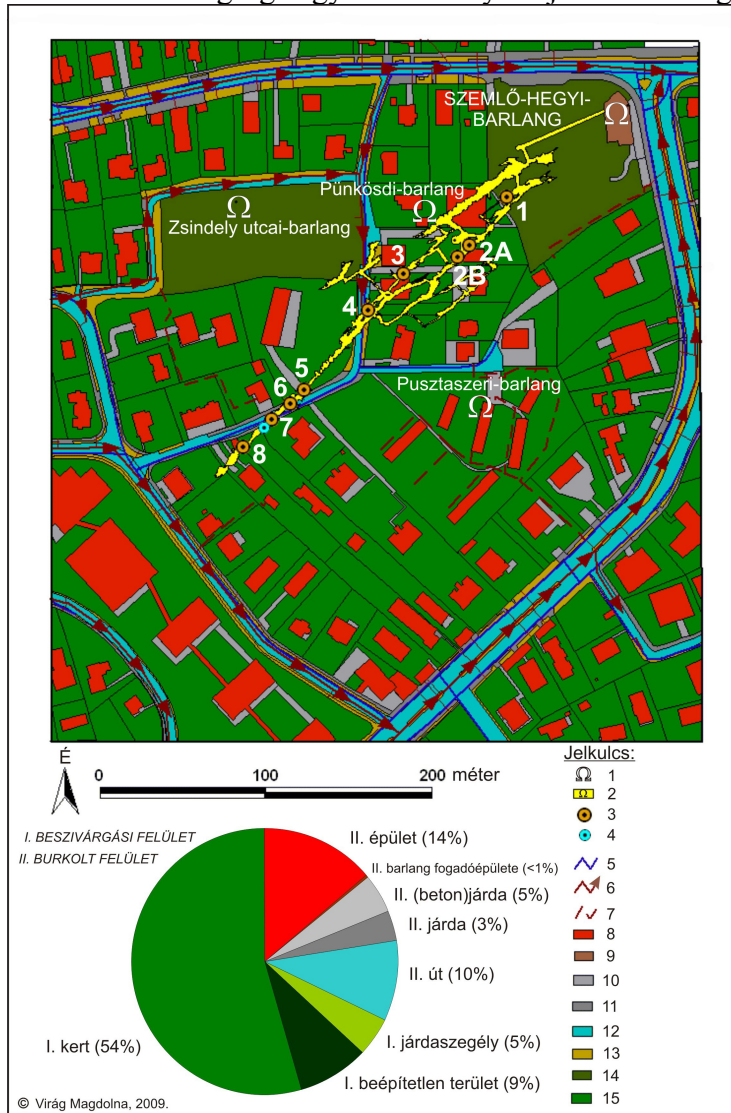 SZEMLŐ-HEGYI-
BARLANG
Ω
Pünkösdi-barlang
Ω
Ω
Zsindely utcai-barlang
1
2A
2B
3
4
Pusztaszeri-barlang
Ω
5
6
7
8
É
0 100 200 méter
I. BESZIVÁRGÁSI FELÜLET
II. BURKOLT FELÜLET
II. épület (14%)
II. barlang fogadóépülete (<1%)
II. (beton)járda (5%)
II. járda (3%)
II. út (10%)
I. járdaszegély (5%)
I. beépítetlen terület (9%)
I. kert (54%)
Jelkulcs:
Ω 1
Ω 2
3
4
5
6
7
8
9
10
11
12
13
14
15
© Virág Magdolna, 2009.